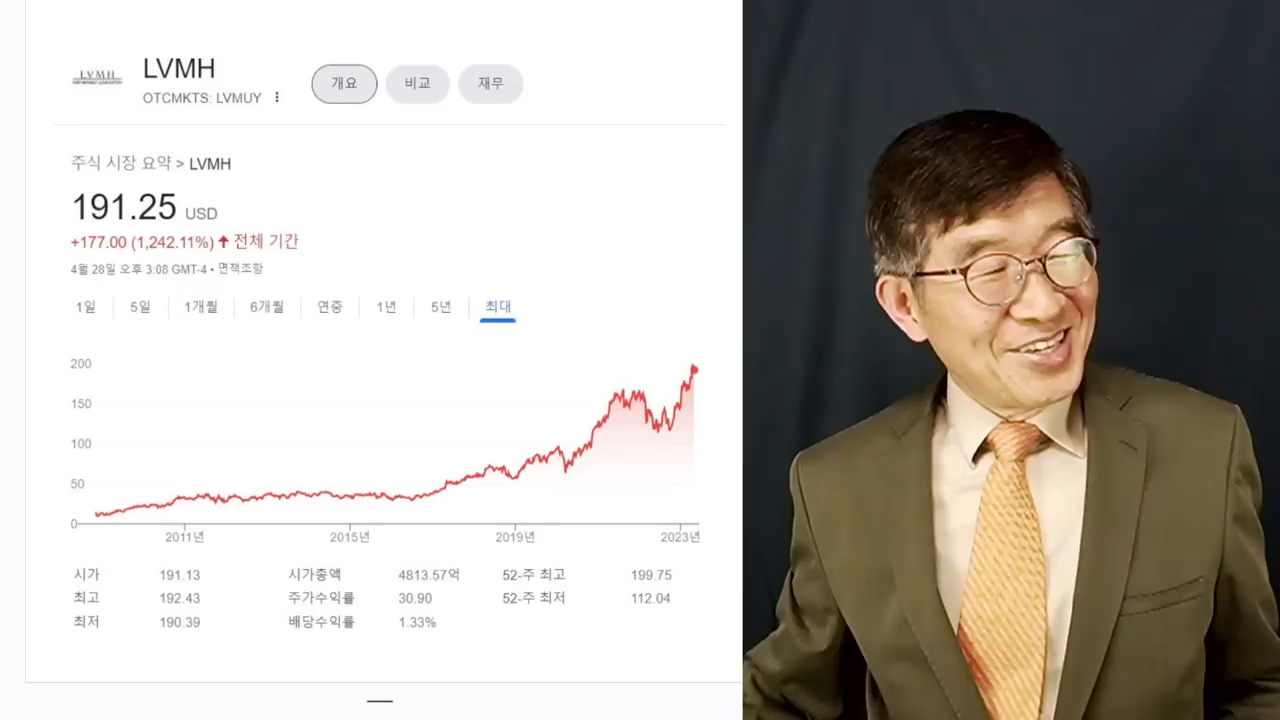 LVMH
LVMH
OTCMKTS: LVMUY
개요
비교
재무
주식 시장 요약 > LVMH
191.25 USD
+177.00 (1,242.11%) 전체 기간
4월 28일 오후 3:08 GMT-4 • 면책조항
1일 5일 1개월 6개월 연중 1년 5년 최대
200
150
100
50
0
2011년 2015년 2019년 2023년
시가 191.13 시가총액 4813.57억 52-주 최고 199.75
최고 192.43 주가수익률 30.90 52-주 최저 112.04
최저 190.39 배당수익률 1.33%